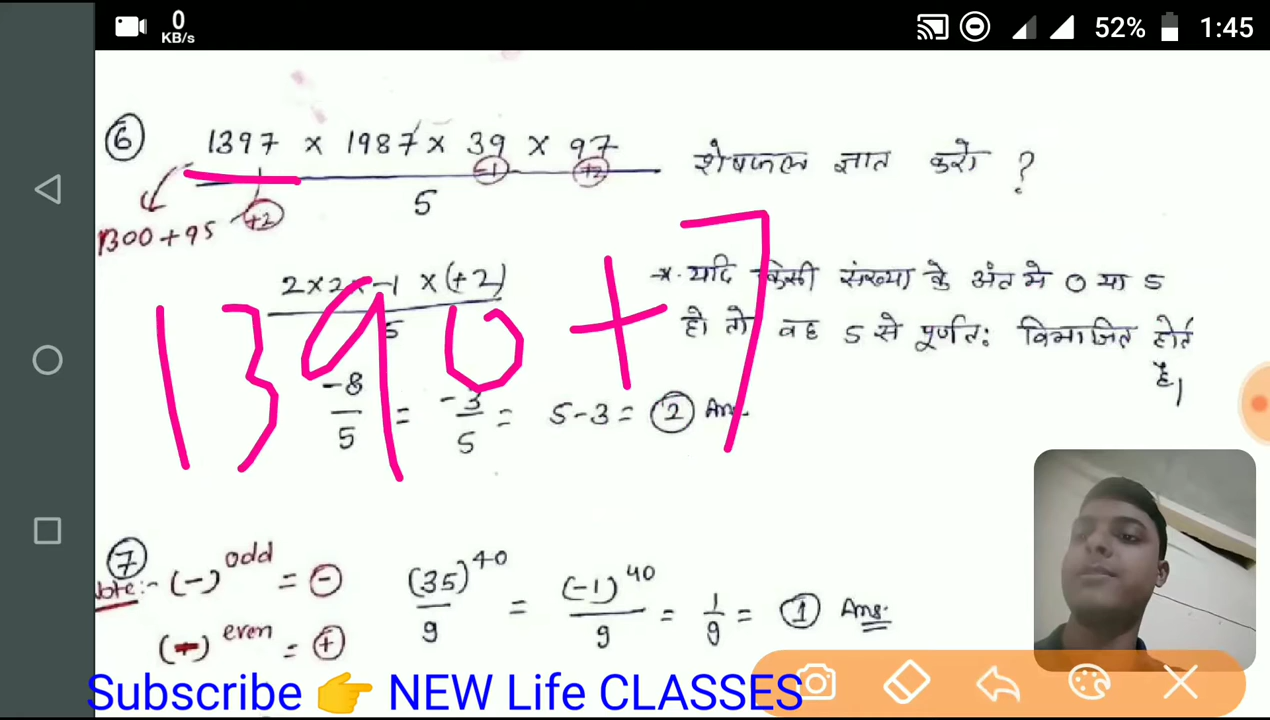 0
KB/s
52% 1:45
⑥ 1397 x 1987 x 39 x 97 शेषफल ज्ञात करो ?
-1 +2
5
1300+95 +2
2x2x-1 x(+2)
5
* यदि किसी संख्या के अंत मे 0 या 5
हो तो वह 5 से पूर्णतः विभाजित होती
है।
1390+7
-8/5 = -3/5 = 5-3 = ② Ans.
⑦
Note:- (-)^odd = ⊖ (35)^40/9 = (-1)^40/9 = 1/9 = ① Ans.
(-)^even = ⊕
Subscribe 👉 NEW Life CLASSES